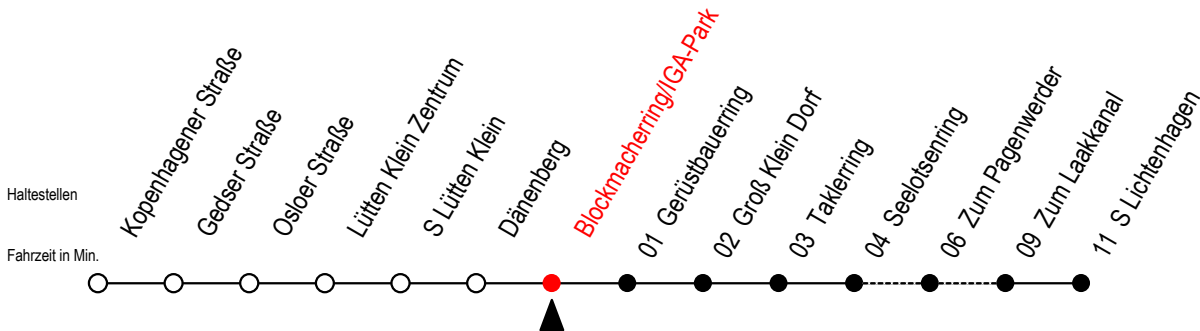 Haltestellen
Kopenhagener Straße
Gedser Straße
Osloer Straße
Lütten Klein Zentrum
S Lütten Klein
Dänenberg
Blockmacherring/IGA-Park
01 Gerüstbauerring
02 Groß Klein Dorf
03 Taklerring
04 Seelotsenring
06 Zum Pagenwerder
09 Zum Laakkanal
11 S Lichtenhagen
Fahrzeit in Min.